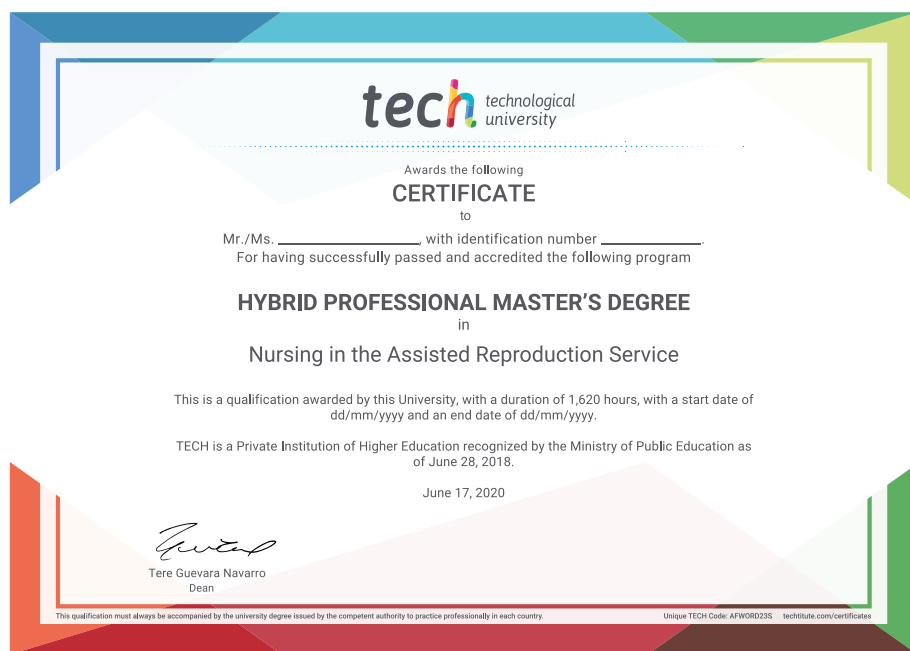 tech technological
university
Awards the following
CERTIFICATE
to
Mr./Ms. ____________________, with identification number ______________.
For having successfully passed and accredited the following program
HYBRID PROFESSIONAL MASTER'S DEGREE
in
Nursing in the Assisted Reproduction Service
This is a qualification awarded by this University, with a duration of 1,620 hours, with a start date of
dd/mm/yyyy and an end date of dd/mm/yyyy.
TECH is a Private Institution of Higher Education recognized by the Ministry of Public Education as
of June 28, 2018.
June 17, 2020
Tere Guevara Navarro
Dean
This qualification must always be accompanied by the university degree issued by the competent authority to practice professionally in each country. Unique TECH Code: AFWORD23S techtitute.com/certificates